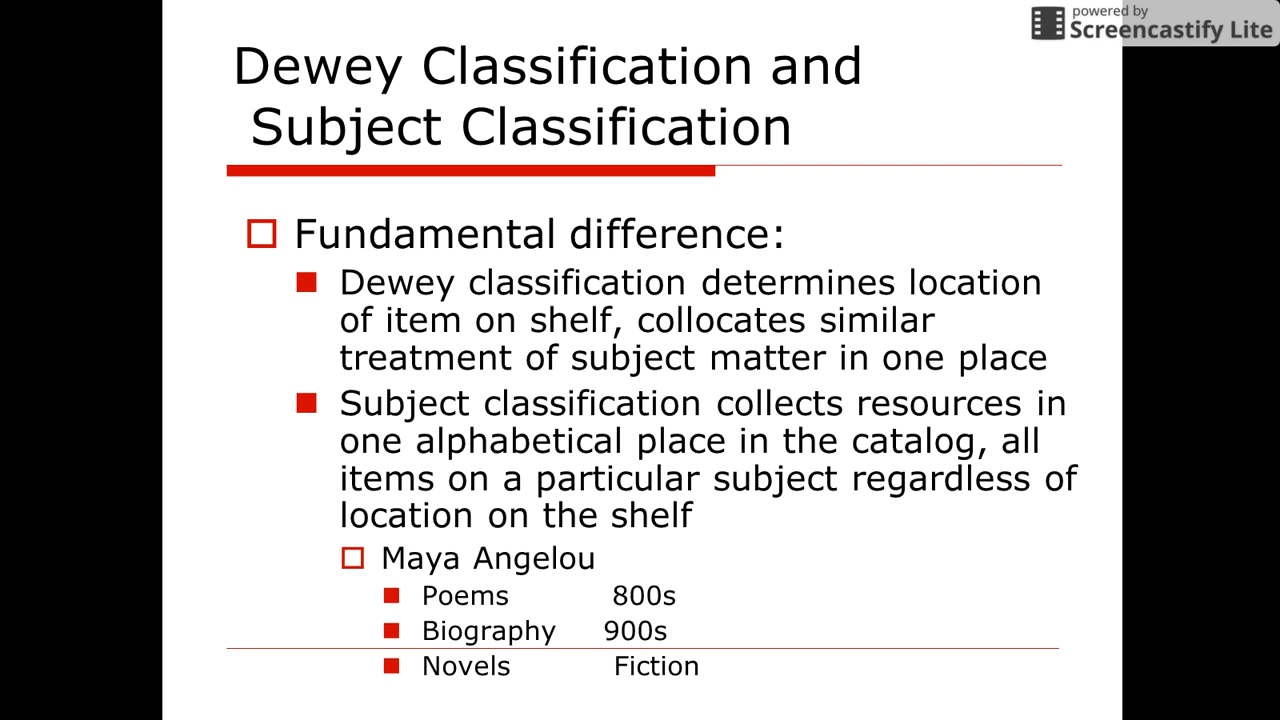 powered by
Screencastify Lite
Dewey Classification and
Subject Classification
Fundamental difference:
Dewey classification determines location
of item on shelf, collocates similar
treatment of subject matter in one place
Subject classification collects resources in
one alphabetical place in the catalog, all
items on a particular subject regardless of
location on the shelf
Maya Angelou
Poems 800s
Biography 900s
Novels Fiction